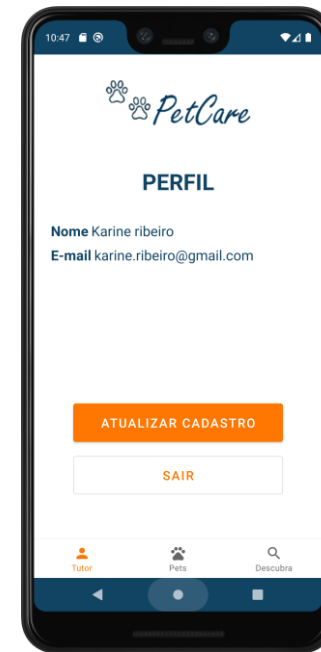 10:47
PetCare
PERFIL
Nome Karine ribeiro
E-mail karine.ribeiro@gmail.com
ATUALIZAR CADASTRO
SAIR
Tutor Pets Descubra